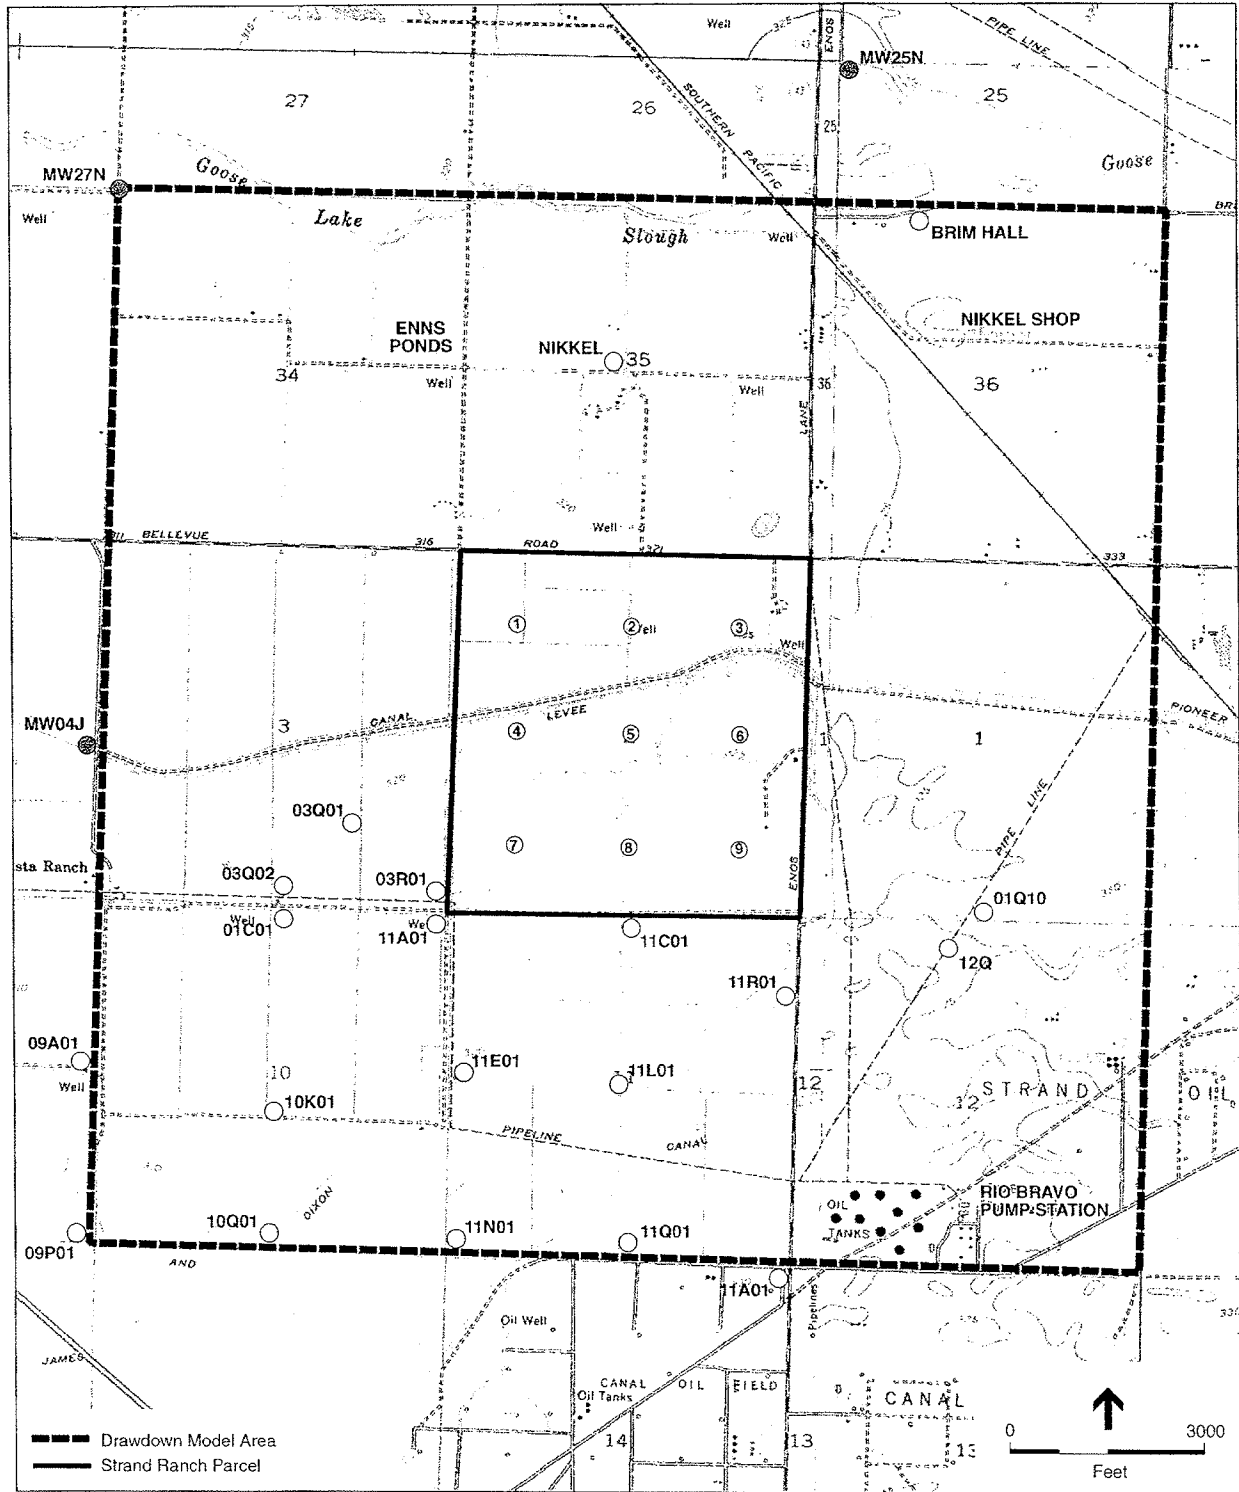 Well
325
ENOS
PIPE LINE
MW25N
27
26
SOUTHERN
PACIFIC
25
25
Goose
MW27N
Goose
Well
Lake
Slough
Well
BRIM HALL
ENNS
PONDS
NIKKEL
35
NIKKEL SHOP
34
Well
Well
36
36
LANE
Well
BELLEVUE
316
ROAD
321
333
1
2
3
Well
MW04J
3
CANAL
LEVEE
4
5
6
1
1
PIONEER
PIPE LINE
03Q01
7
8
9
sta Ranch
03Q02
03R01
ENOS
Well
01C01
We
11A01
11C01
01Q10
12Q
11R01
09A01
Well
10
11E01
11L01
12
12
STRAND
OIL
10K01
PIPELINE
CANAL
DIXON
RIO BRAVO
PUMP STATION
OIL
TANKS
10Q01
11N01
11Q01
09P01
AND
11A01
Pipelines
Oil Well
JAMES
CANAL OIL FIELD
Oil Tanks
CANAL
14
13
13
Drawdown Model Area
Strand Ranch Parcel
0 3000
Feet